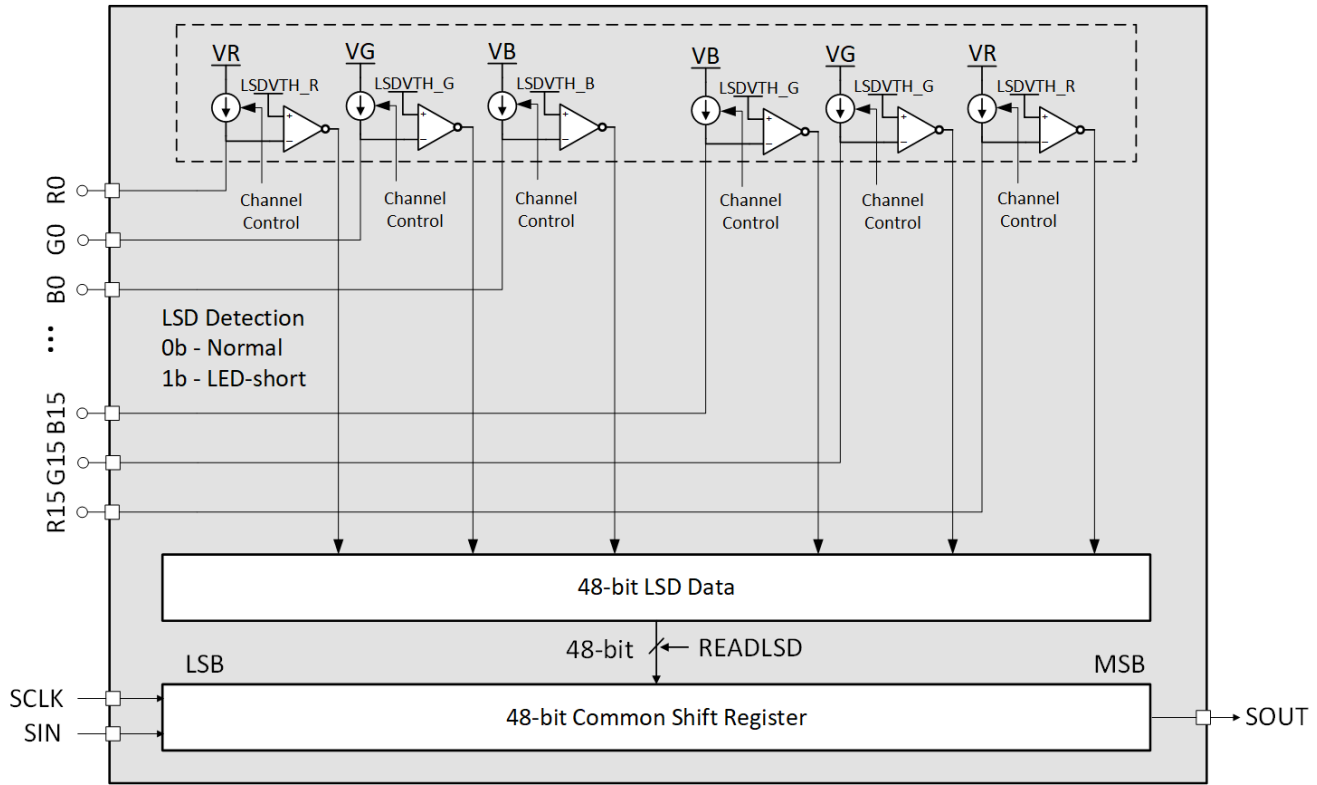 VR
VG
VB
VB
VG
VR
LSDVTH_R
LSDVTH_G
LSDVTH_B
LSDVTH_G
LSDVTH_G
LSDVTH_R
+
+
+
+
+
+
−
−
−
−
−
−
Channel
Control
Channel
Control
Channel
Control
Channel
Control
Channel
Control
Channel
Control
R0
G0
B0
...
B15
G15
R15
LSD Detection
0b - Normal
1b - LED-short
48-bit LSD Data
48-bit
READLSD
LSB
MSB
SCLK
SIN
48-bit Common Shift Register
SOUT